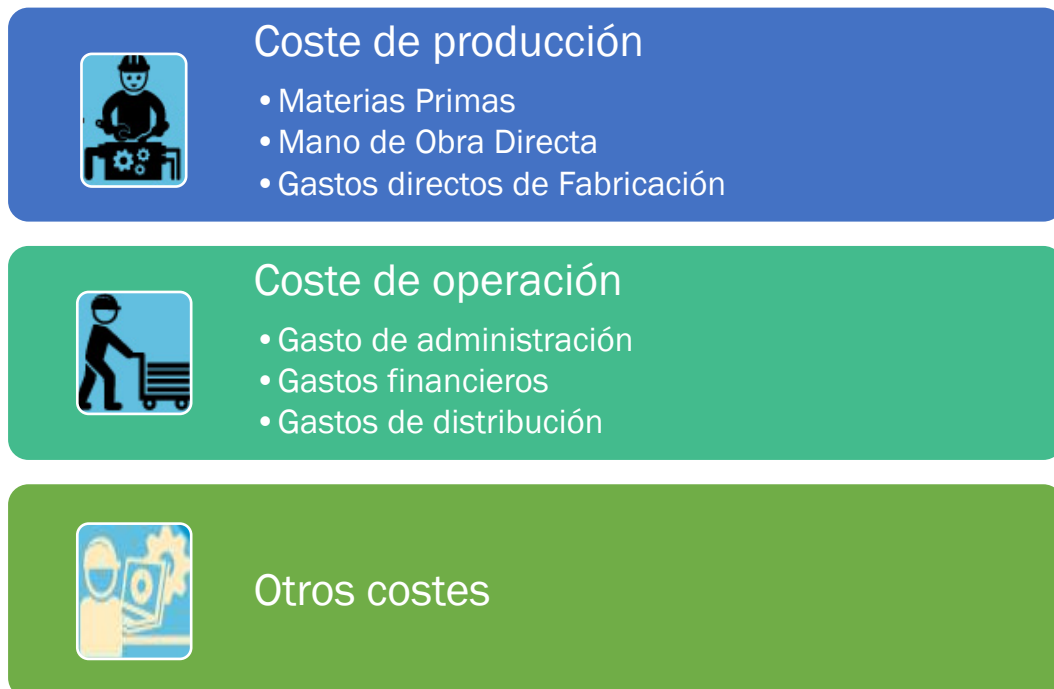 Coste de producción
•Materias Primas
•Mano de Obra Directa
•Gastos directos de Fabricación
Coste de operación
•Gasto de administración
•Gastos financieros
•Gastos de distribución
Otros costes